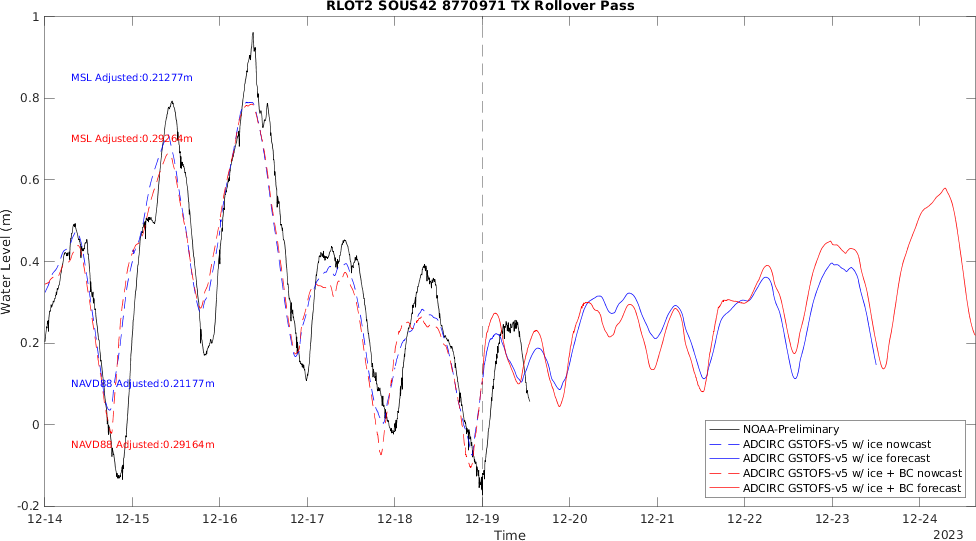 RLOT2 SOUS42 8770971 TX Rollover Pass
1
0.8
0.6
0.4
0.2
0
-0.2
Water Level (m)
MSL Adjusted:0.21277m
MSL Adjusted:0.29264m
NAVD88 Adjusted:0.21177m
NAVD88 Adjusted:0.29164m
NOAA-Preliminary
ADCIRC GSTOFS-v5 w/ ice nowcast
ADCIRC GSTOFS-v5 w/ ice forecast
ADCIRC GSTOFS-v5 w/ ice + BC nowcast
ADCIRC GSTOFS-v5 w/ ice + BC forecast
12-14 12-15 12-16 12-17 12-18 12-19 12-20 12-21 12-22 12-23 12-24
Time
2023